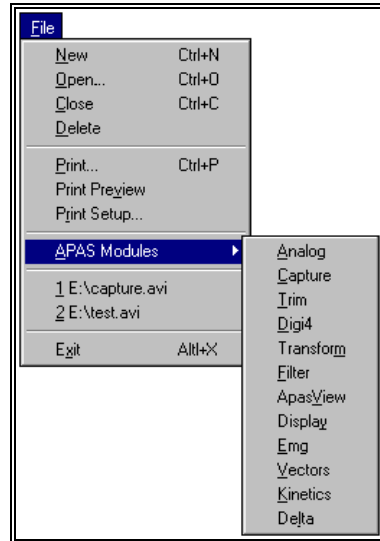 File
New Ctrl+N
Open... Ctrl+O
Close Ctrl+C
Delete
Print... Ctrl+P
Print Preview
Print Setup...
APAS Modules
1 E:\capture.avi
2 E:\test.avi
Exit Altl+X
Analog
Capture
Trim
Digi4
Transform
Filter
ApasView
Display
Emg
Vectors
Kinetics
Delta